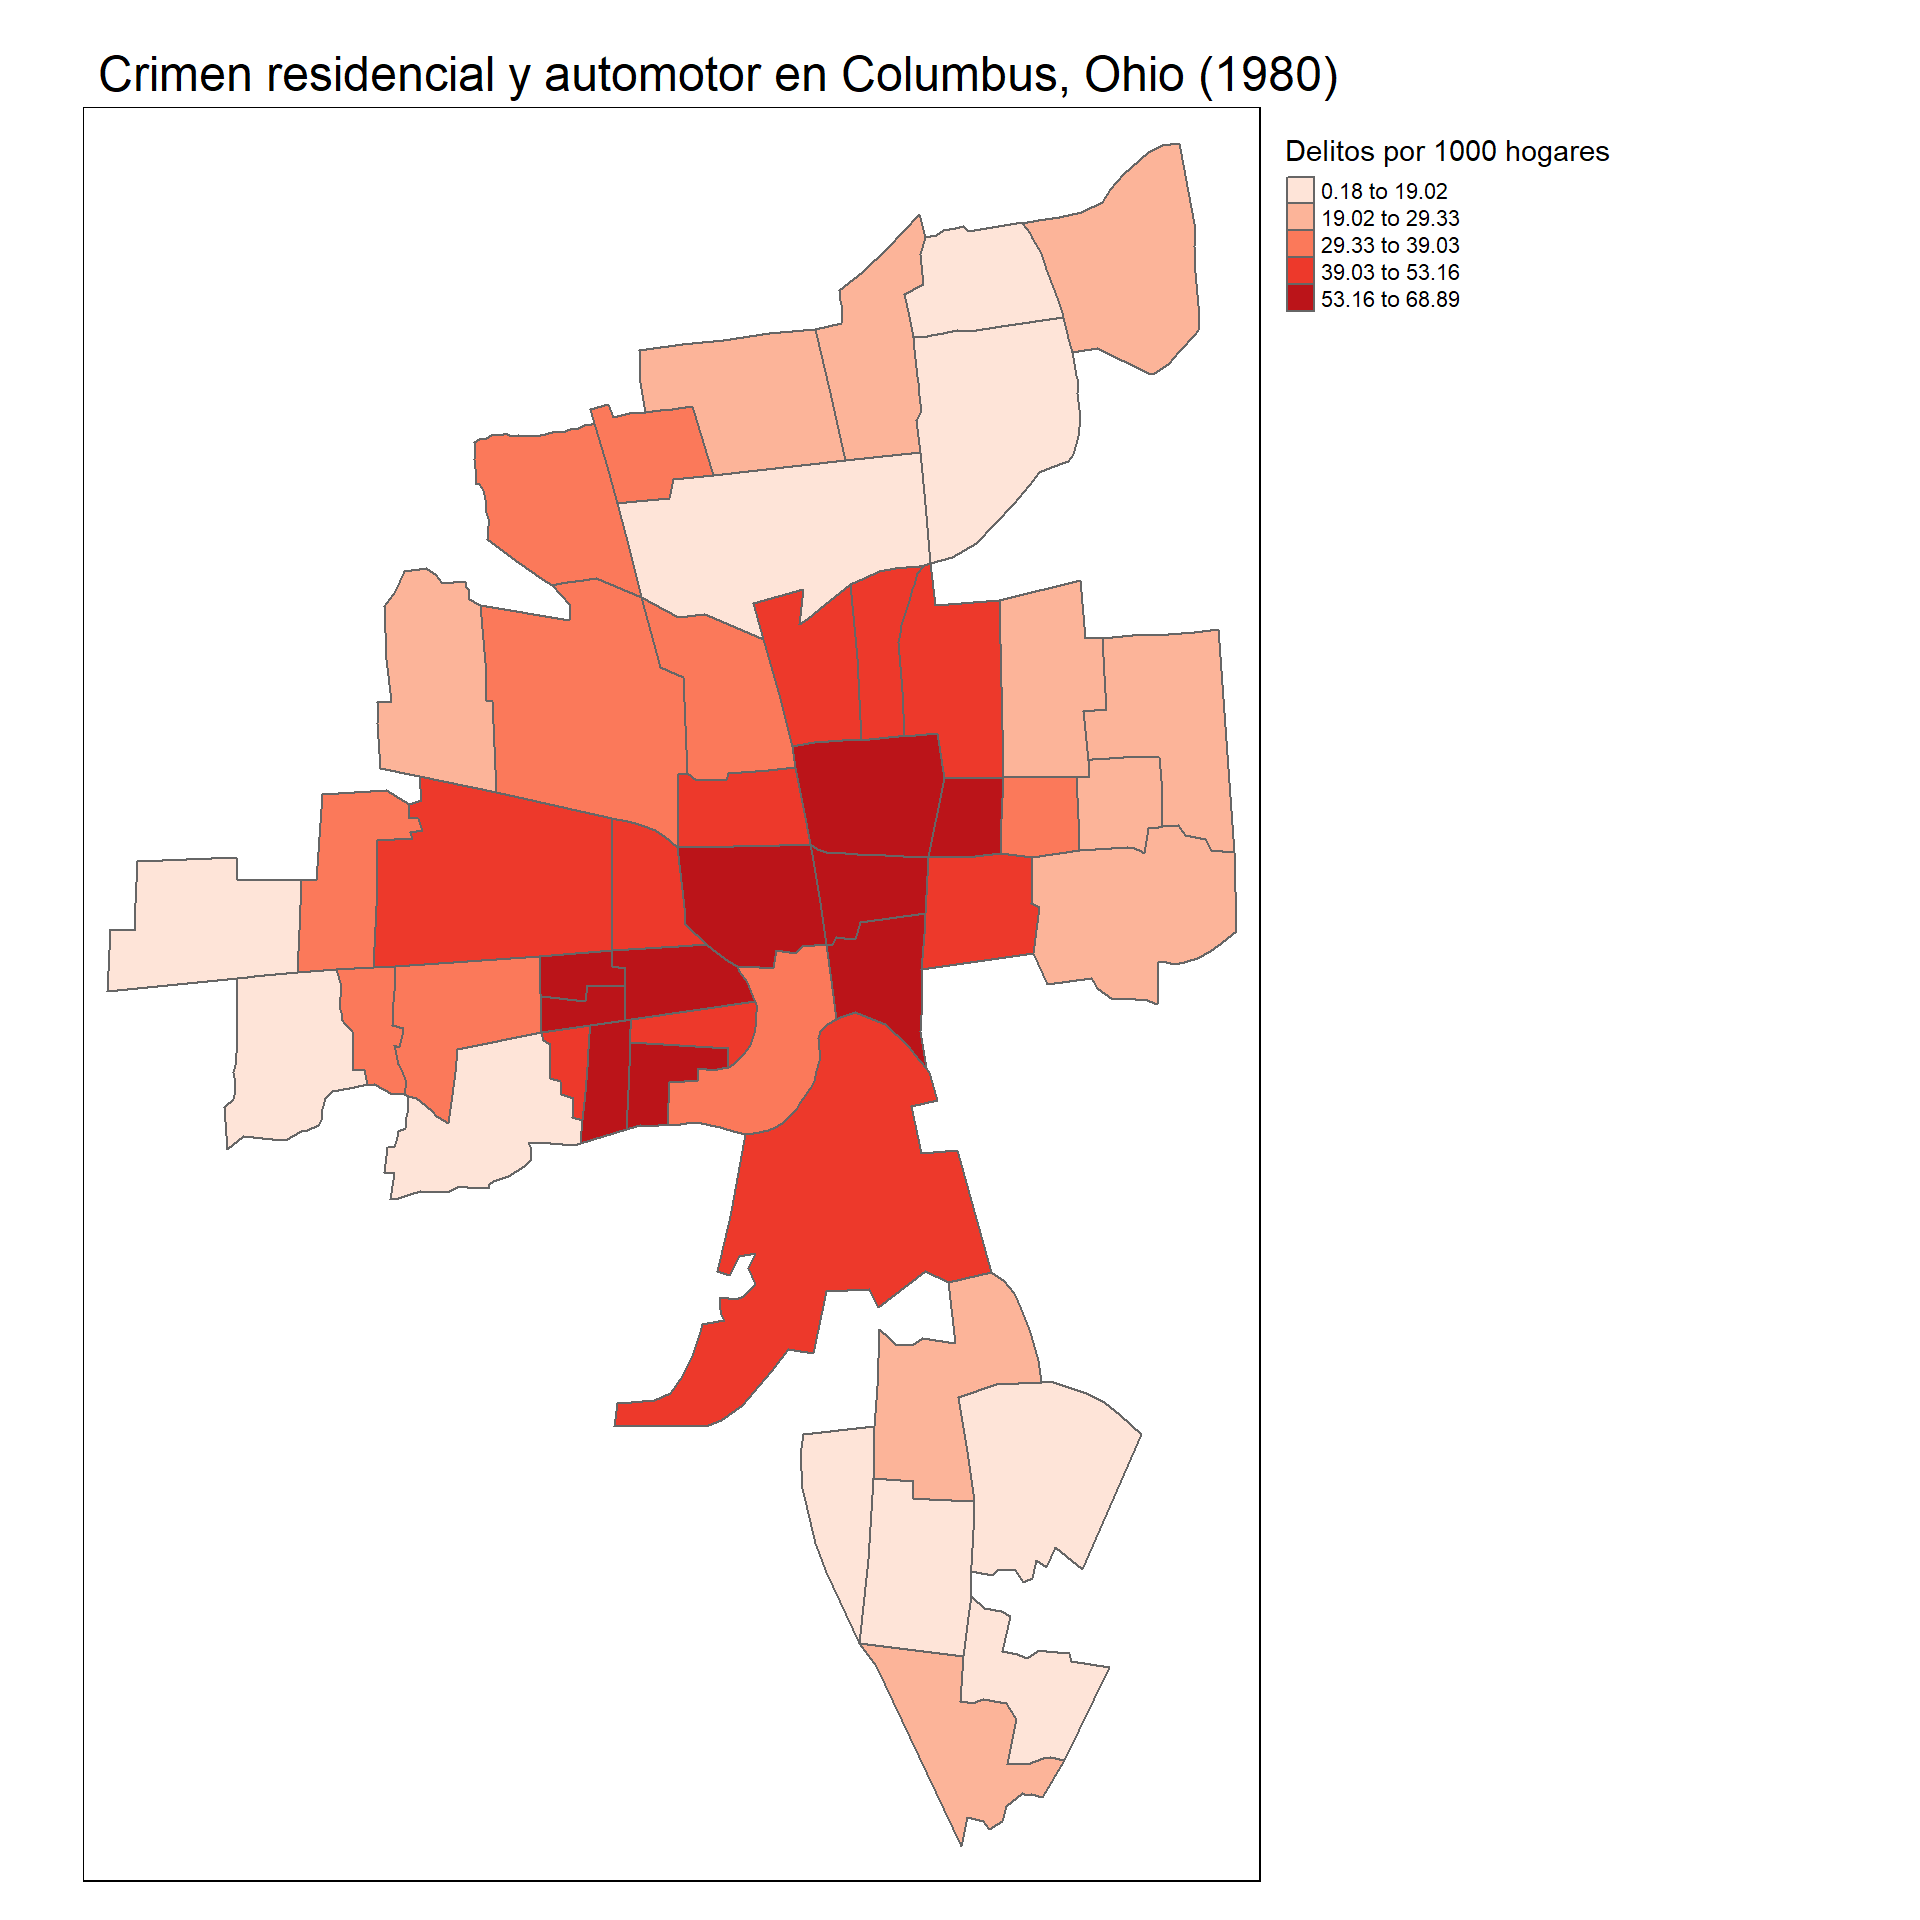 Crimen residencial y automotor en Columbus, Ohio (1980)
Delitos por 1000 hogares
0.18 to 19.02
19.02 to 29.33
29.33 to 39.03
39.03 to 53.16
53.16 to 68.89